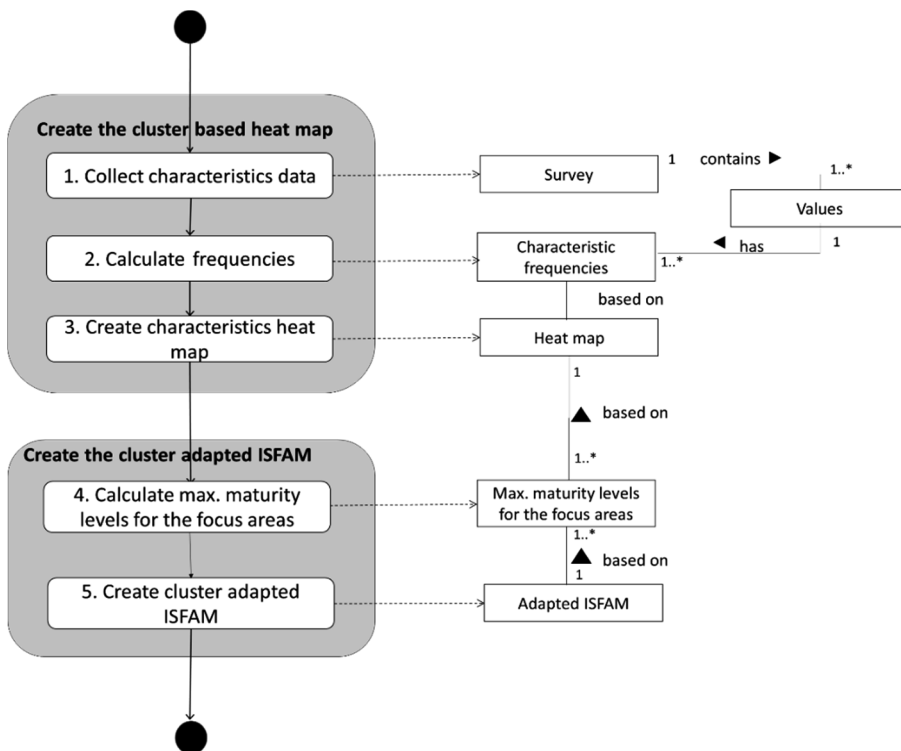 Create the cluster based heat map
1. Collect characteristics data
2. Calculate frequencies
3. Create characteristics heat
map
Create the cluster adapted ISFAM
4. Calculate max. maturity
levels for the focus areas
5. Create cluster adapted
ISFAM
Survey
1
contains
1..*
Values
1
has
1..*
Characteristic
frequencies
based on
Heat map
1
based on
1..*
Max. maturity levels
for the focus areas
1..*
based on
1
Adapted ISFAM